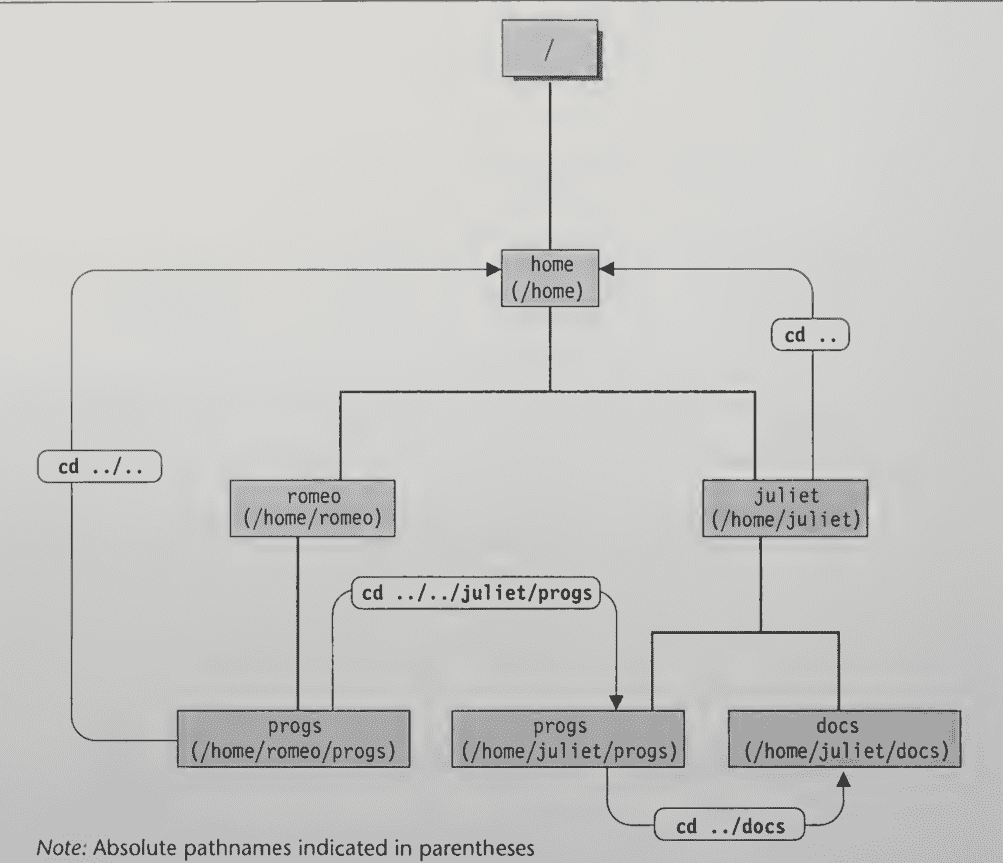 /
home
(/home)
cd ..
cd ../..
romeo
(/home/romeo)
juliet
(/home/juliet)
cd ../../juliet/progs
progs
(/home/romeo/progs)
progs
(/home/juliet/progs)
docs
(/home/juliet/docs)
cd ../docs
Note: Absolute pathnames indicated in parentheses